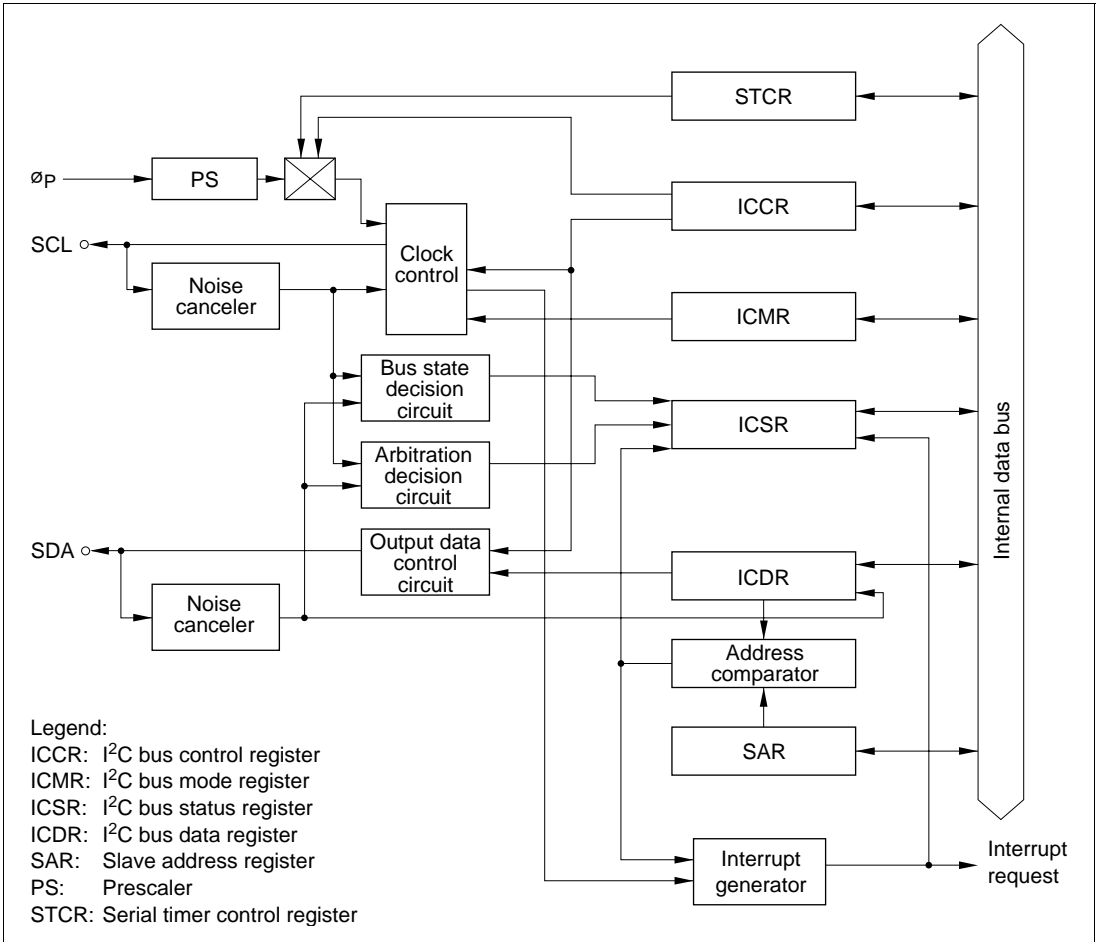 STCR
ØP
PS
ICCR
SCL
Clock
control
Noise
canceler
ICMR
Bus state
decision
circuit
ICSR
Arbitration
decision
circuit
Internal data bus
SDA
Output data
control
circuit
ICDR
Noise
canceler
Address
comparator
SAR
Interrupt
generator
Interrupt
request
Legend:
ICCR: I²C bus control register
ICMR: I²C bus mode register
ICSR: I²C bus status register
ICDR: I²C bus data register
SAR: Slave address register
PS: Prescaler
STCR: Serial timer control register